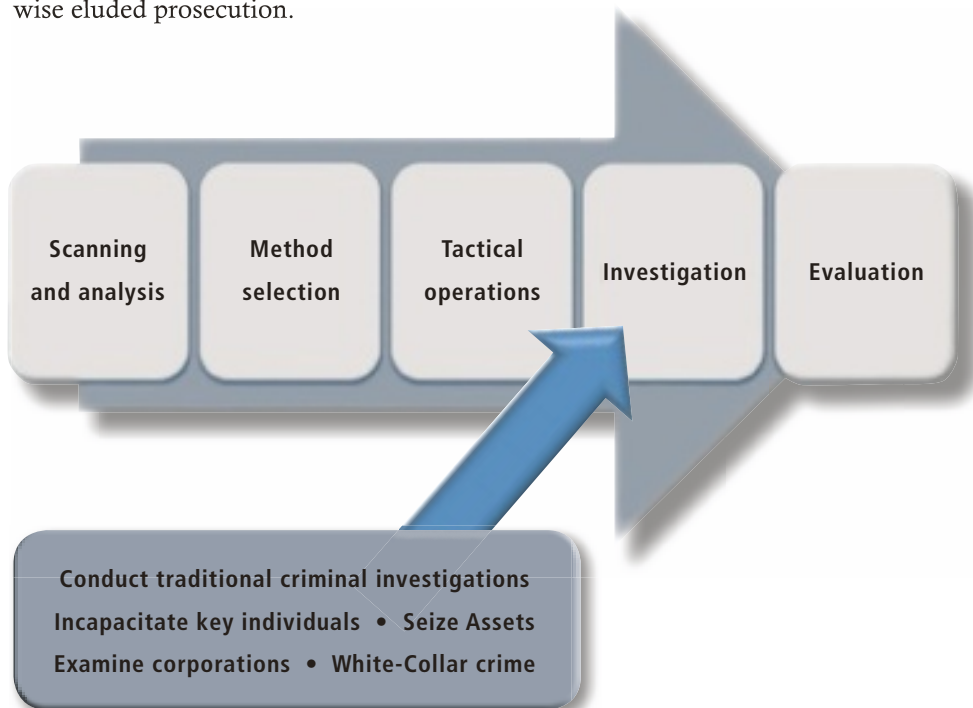 wise eluded prosecution.
Scanning
and analysis
Method
selection
Tactical
operations
Investigation
Evaluation
Conduct traditional criminal investigations
Incapacitate key individuals • Seize Assets
Examine corporations • White-Collar crime